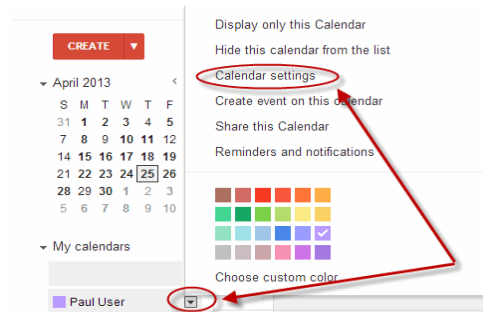 Display only this Calendar
Hide this calendar from the list
Calendar settings
Create event on this calendar
Share this Calendar
Reminders and notifications
Choose custom color
CREATE
April 2013 <
S M T W T F
31 1 2 3 4 5
7 8 9 10 11 12
14 15 16 17 18 19
21 22 23 24 25 26
28 29 30 1 2 3
5 6 7 8 9 10
My calendars
Paul User